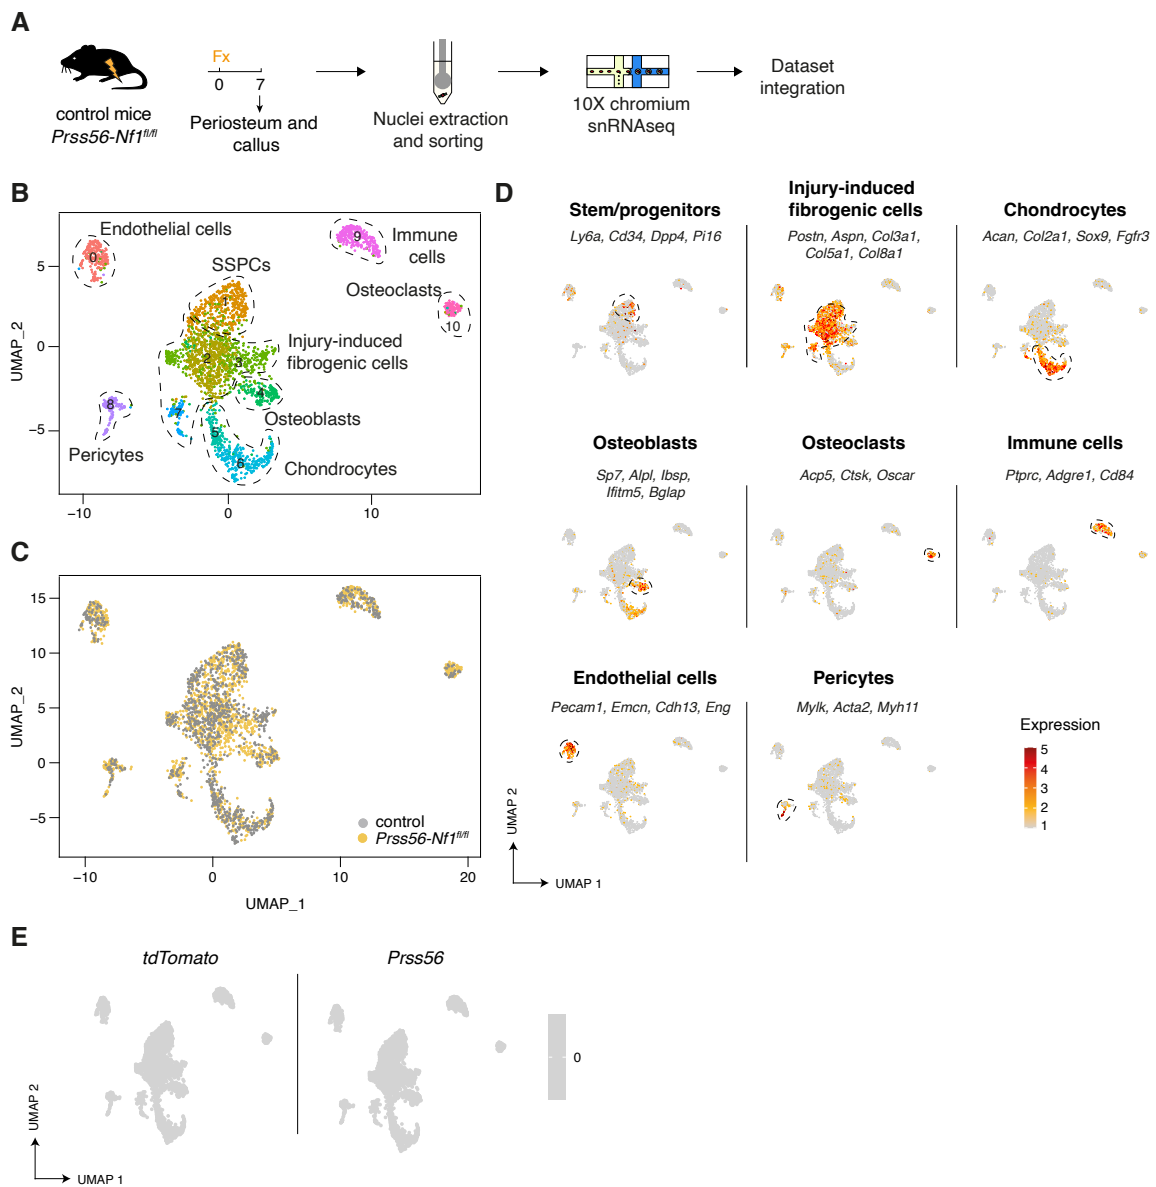 A
Fx
0 7
control mice
Prss56-Nf1fl/fl
Periosteum and
callus
Nuclei extraction
and sorting
10X chromium
snRNAseq
Dataset
integration
B
Endothelial cells
Immune
cells
SSPCs
Osteoclasts
Injury-induced
fibrogenic cells
Osteoblasts
Pericytes
Chondrocytes
0
1
2
3
4
5
6
7
8
9
10
5
0
−5
UMAP_2
−10 0 10
C
15
10
5
0
−5
UMAP_2
control
Prss56-Nf1fl/fl
−10 0 10 20
UMAP_1
D
Stem/progenitors
Ly6a, Cd34, Dpp4, Pi16
Injury-induced
fibrogenic cells
Postn, Aspn, Col3a1,
Col5a1, Col8a1
Chondrocytes
Acan, Col2a1, Sox9, Fgfr3
Osteoblasts
Sp7, Alpl, Ibsp,
Ifitm5, Bglap
Osteoclasts
Acp5, Ctsk, Oscar
Immune cells
Ptprc, Adgre1, Cd84
Endothelial cells
Pecam1, Emcn, Cdh13, Eng
Pericytes
Mylk, Acta2, Myh11
Expression
5
4
3
2
1
UMAP 2
UMAP 1
E
tdTomato
Prss56
0
UMAP 2
UMAP 1